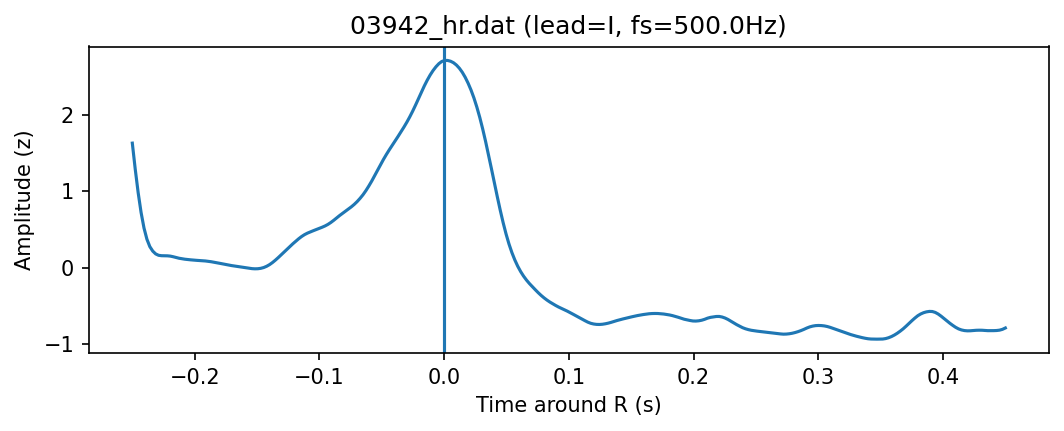 03942_hr.dat (lead=I, fs=500.0Hz)
Amplitude (z)
2
1
0
−1
−0.2 −0.1 0.0 0.1 0.2 0.3 0.4
Time around R (s)